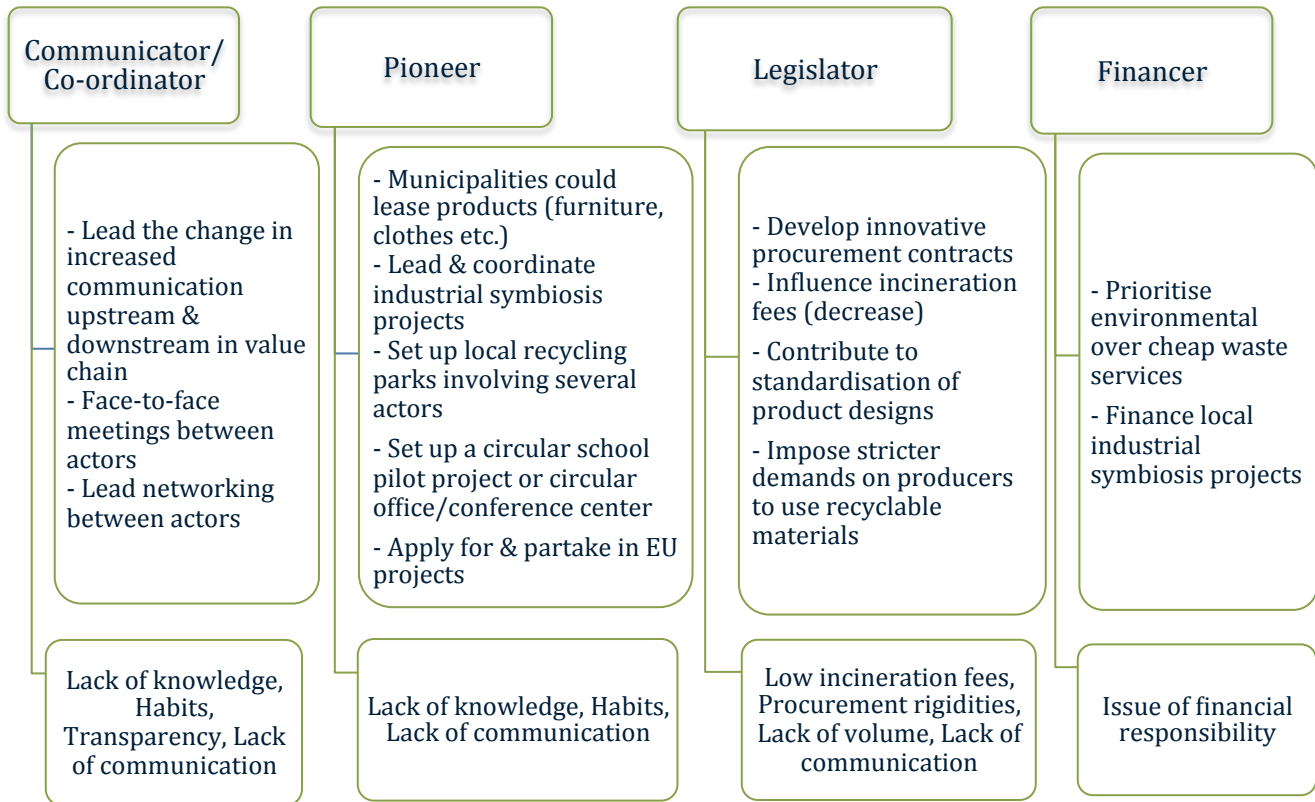 Communicator/
Co-ordinator
- Lead the change in
increased
communication
upstream &
downstream in value
chain
- Face-to-face
meetings between
actors
- Lead networking
between actors
Lack of knowledge,
Habits,
Transparency, Lack
of communication
Pioneer
- Municipalities could
lease products (furniture,
clothes etc.)
- Lead & coordinate
industrial symbiosis
projects
- Set up local recycling
parks involving several
actors
- Set up a circular school
pilot project or circular
office/conference center
- Apply for & partake in EU
projects
Lack of knowledge, Habits,
Lack of communication
Legislator
- Develop innovative
procurement contracts
- Influence incineration
fees (decrease)
- Contribute to
standardisation of
product designs
- Impose stricter
demands on producers
to use recyclable
materials
Low incineration fees,
Procurement rigidities,
Lack of volume, Lack of
communication
Financer
- Prioritise
environmental
over cheap waste
services
- Finance local
industrial
symbiosis projects
Issue of financial
responsibility